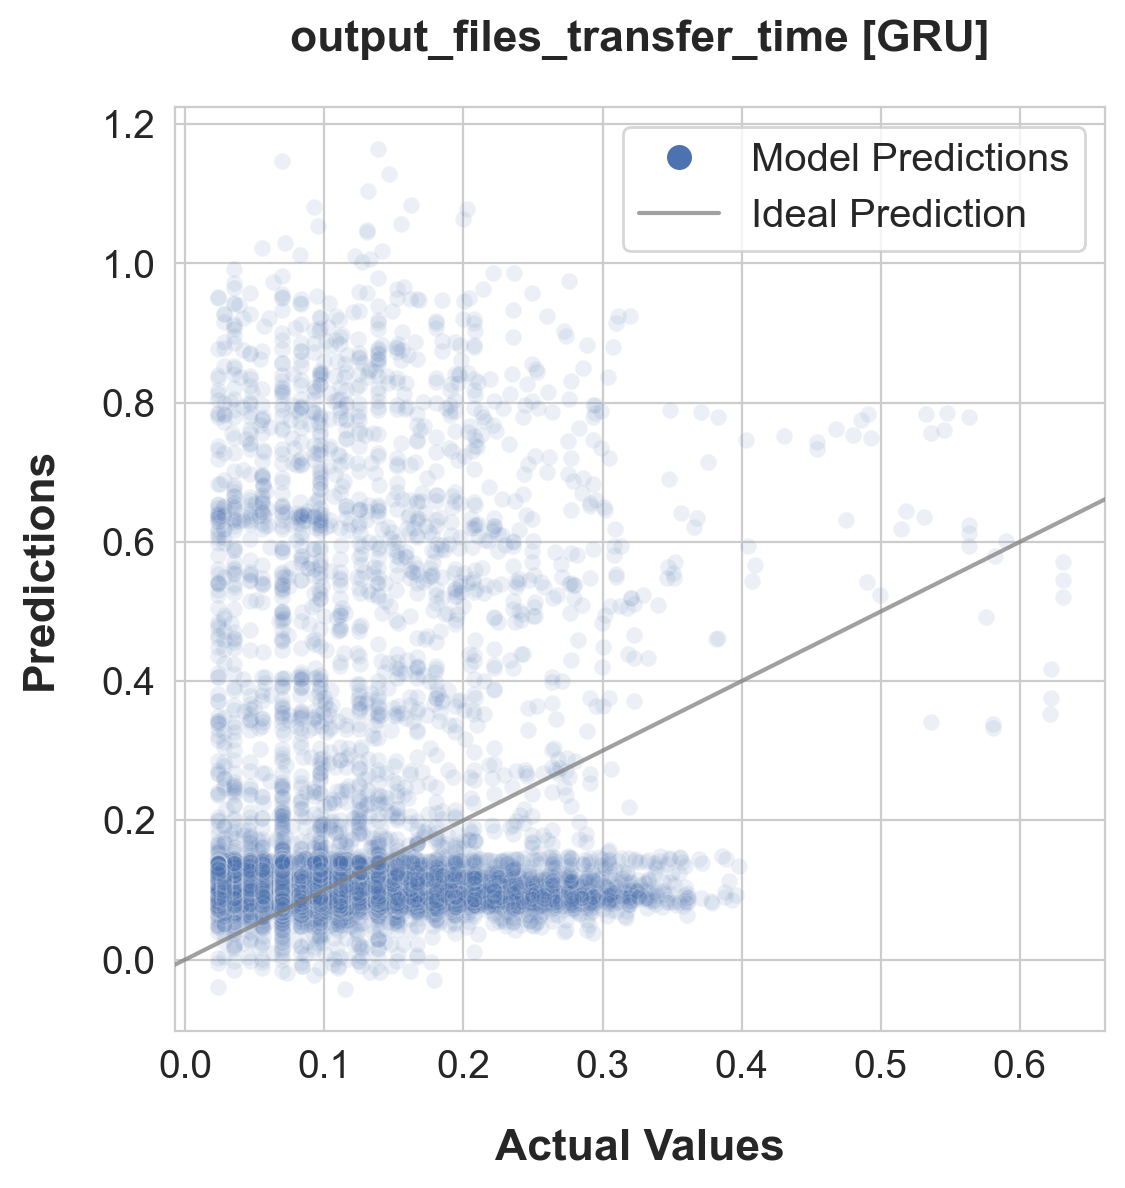 output_files_transfer_time [GRU]
1.2
1.0
0.8
0.6
0.4
0.2
0.0
Model Predictions
Ideal Prediction
Predictions
0.0 0.1 0.2 0.3 0.4 0.5 0.6
Actual Values